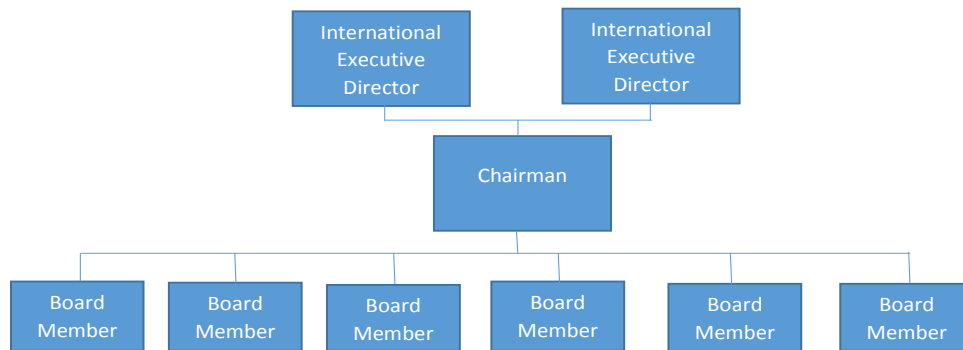 International
Executive
Director
International
Executive
Director
Chairman
Board
Member
Board
Member
Board
Member
Board
Member
Board
Member
Board
Member